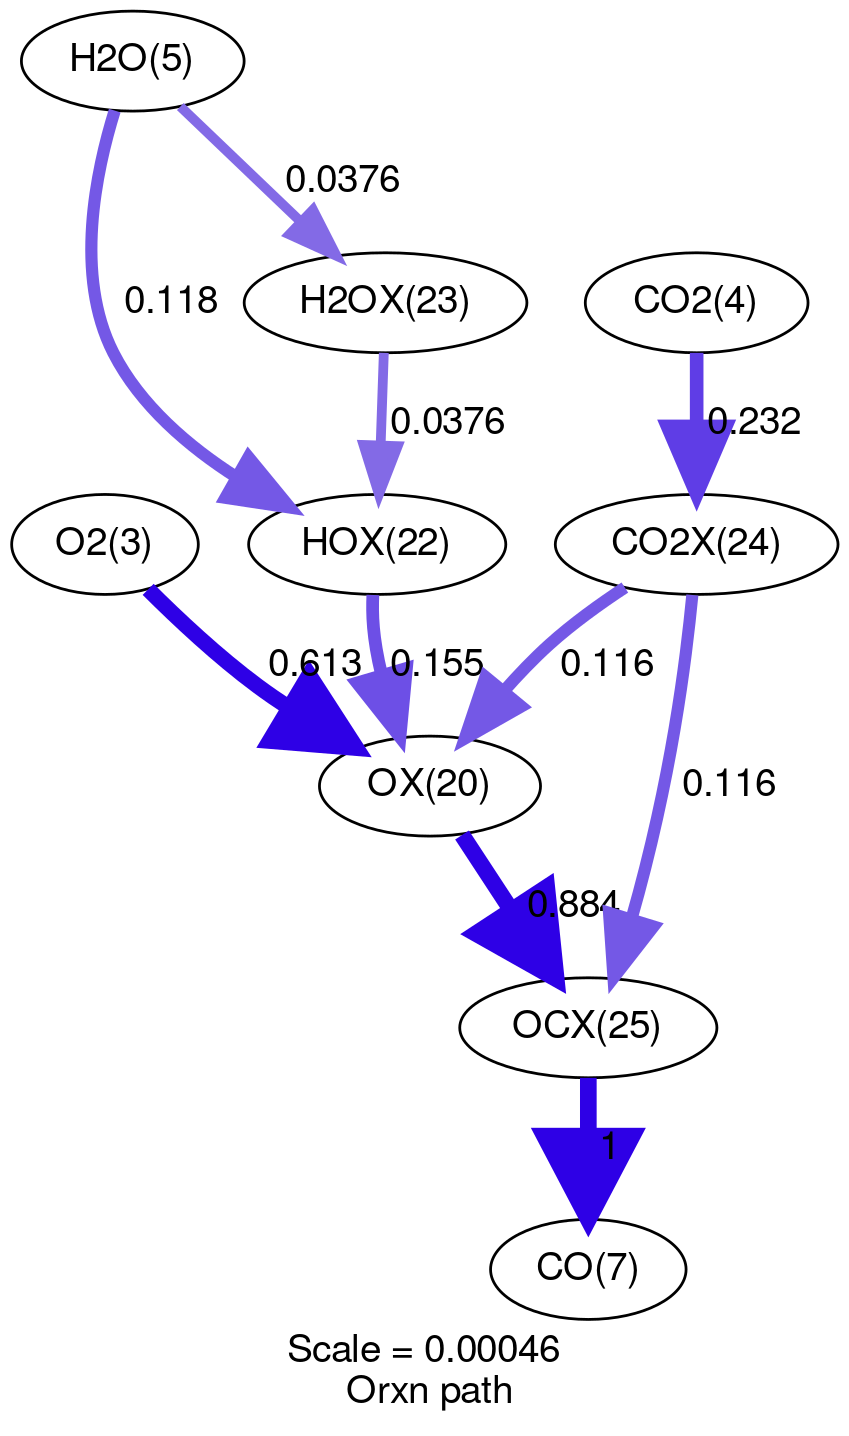 H2O(5)
0.0376
0.118
H2OX(23)
CO2(4)
0.0376
0.232
O2(3)
HOX(22)
CO2X(24)
0.613
0.155
0.116
OX(20)
0.116
0.884
OCX(25)
1
CO(7)
Scale = 0.00046
Orxn path